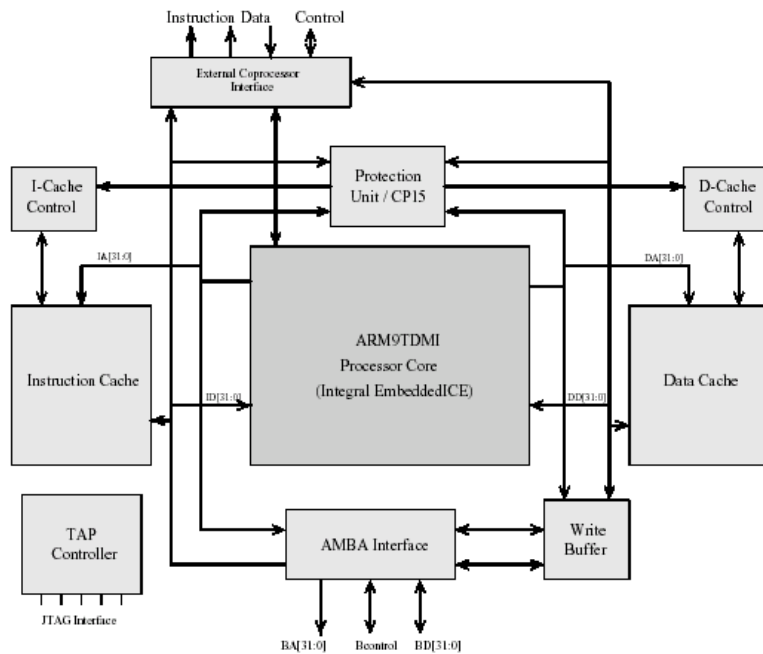 Instruction Data Control
External Coprocessor
Interface
I-Cache
Control
Protection
Unit / CP15
D-Cache
Control
IA[31:0]
DA[31:0]
Instruction Cache
ARM9TDMI
Processor Core
(Integral EmbeddedICE)
Data Cache
ID[31:0]
DD[31:0]
TAP
Controller
AMBA Interface
Write
Buffer
JTAG Interface
BA[31:0] Bcontrol BD[31:0]